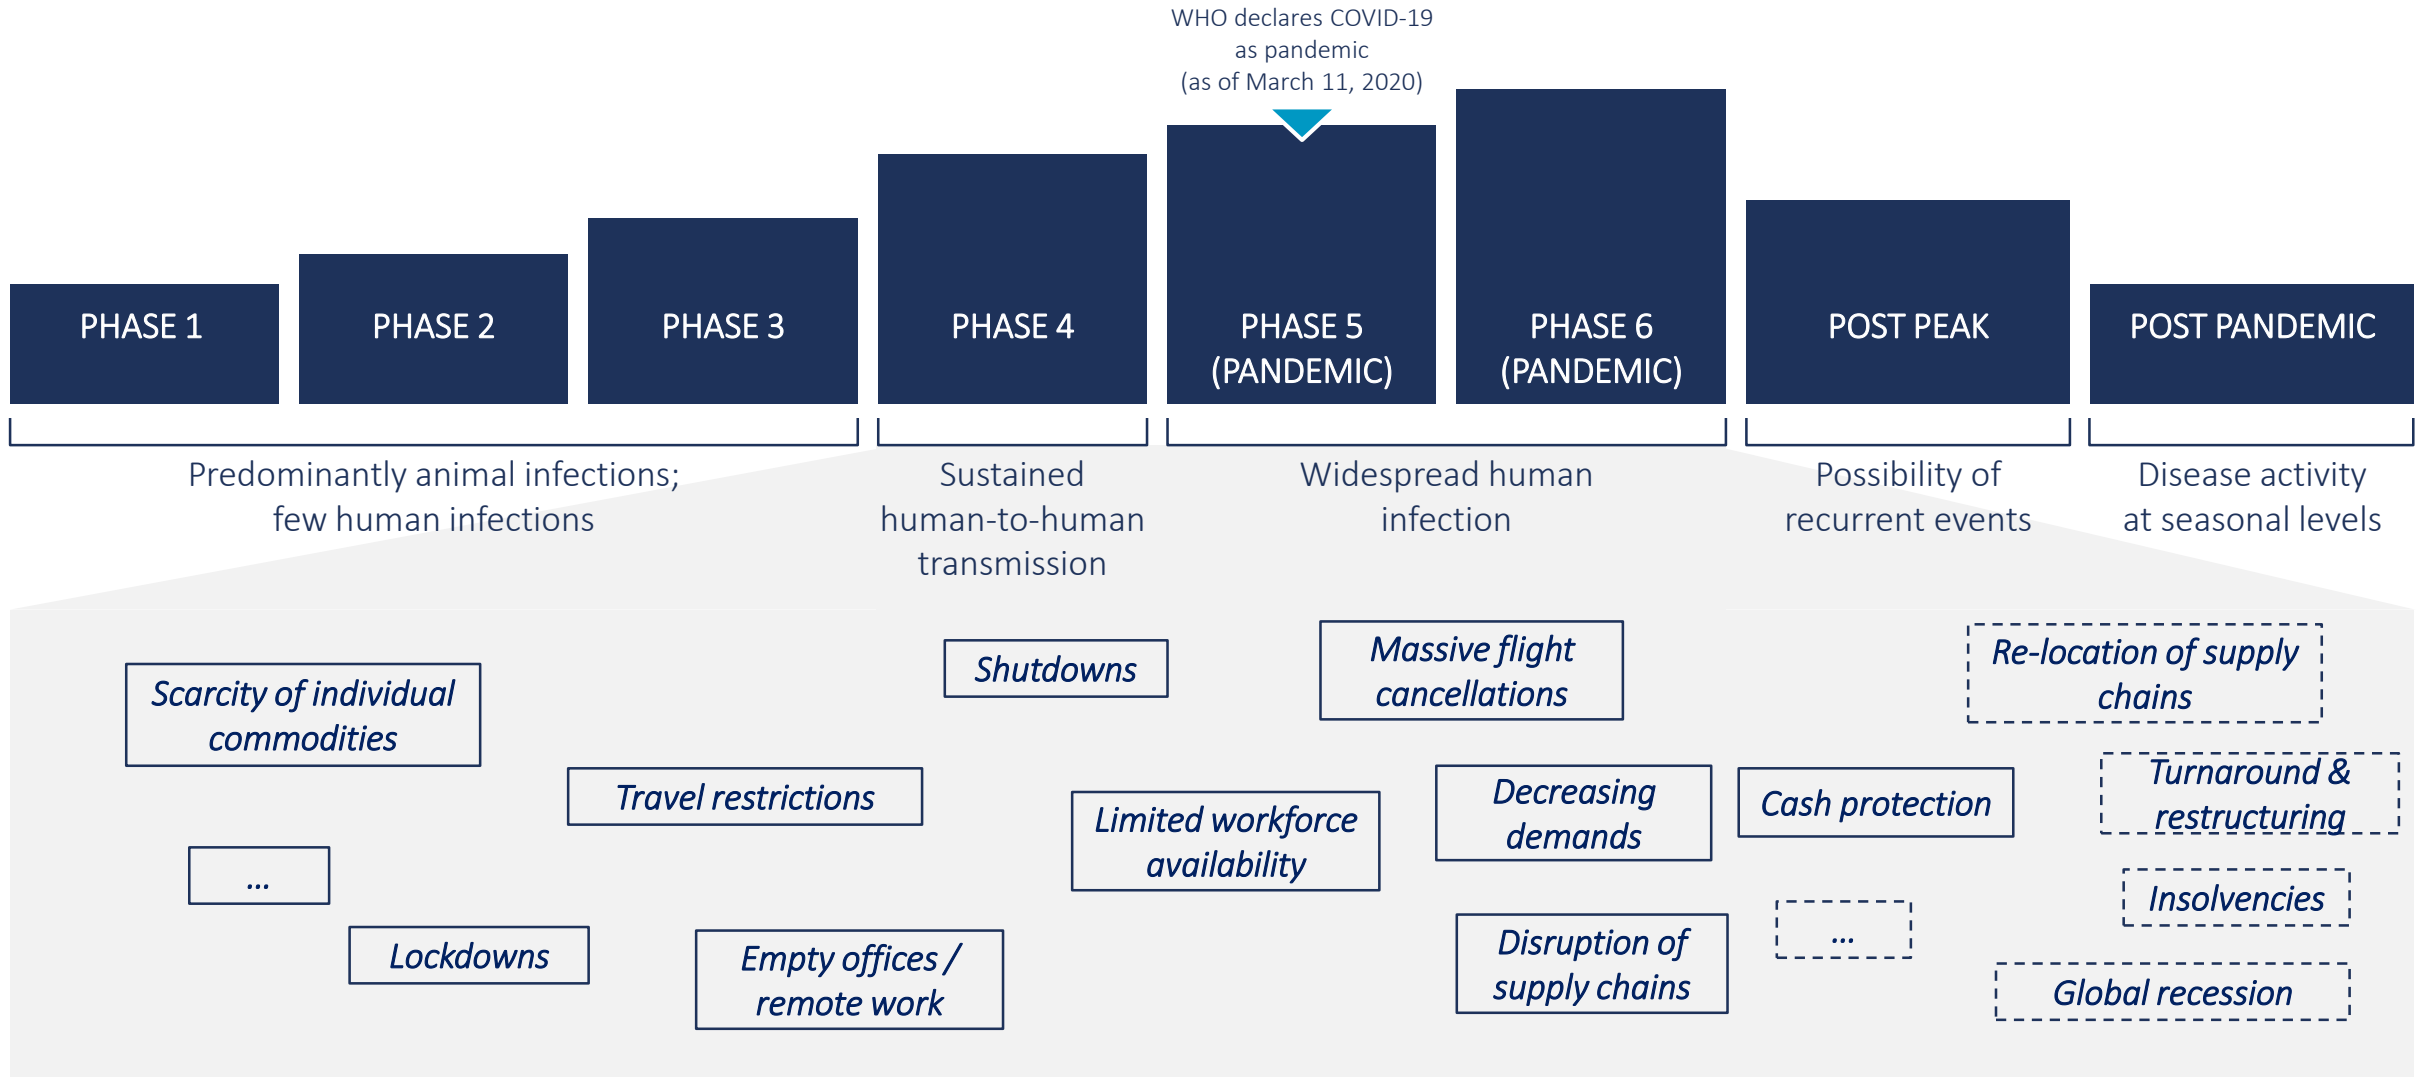 WHO declares COVID-19
as pandemic
(as of March 11, 2020)
PHASE 1
PHASE 2
PHASE 3
PHASE 4
PHASE 5
(PANDEMIC)
PHASE 6
(PANDEMIC)
POST PEAK
POST PANDEMIC
Predominantly animal infections;
few human infections
Sustained
human-to-human
transmission
Widespread human
infection
Possibility of
recurrent events
Disease activity
at seasonal levels
Scarcity of individual
commodities
Shutdowns
Massive flight
cancellations
Re-location of supply
chains
Travel restrictions
Limited workforce
availability
Decreasing
demands
Cash protection
Turnaround &
restructuring
...
Lockdowns
Empty offices /
remote work
Disruption of
supply chains
...
Insolvencies
Global recession